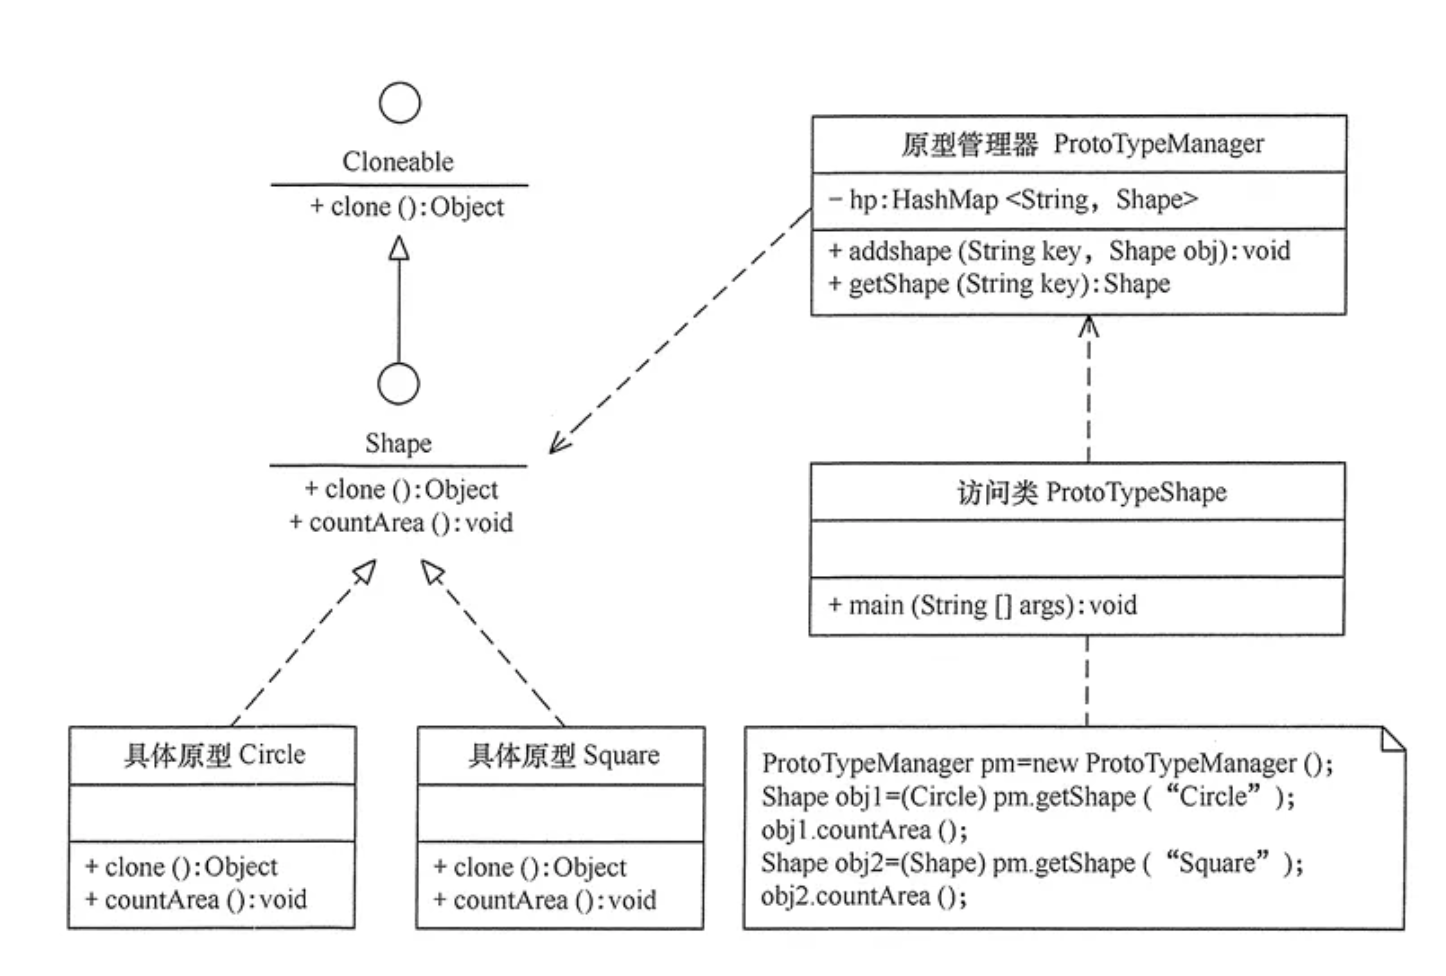 Cloneable
+ clone ():Object
Shape
+ clone ():Object
+ countArea ():void
具体原型 Circle
+ clone ():Object
+ countArea ():void
具体原型 Square
+ clone ():Object
+ countArea ():void
原型管理器 ProtoTypeManager
- hp:HashMap <String, Shape>
+ addshape (String key, Shape obj):void
+ getShape (String key):Shape
访问类 ProtoTypeShape
+ main (String [] args):void
ProtoTypeManager pm=new ProtoTypeManager ();
Shape obj1=(Circle) pm.getShape ( “Circle” );
obj1.countArea ();
Shape obj2=(Shape) pm.getShape ( “Square” );
obj2.countArea ();